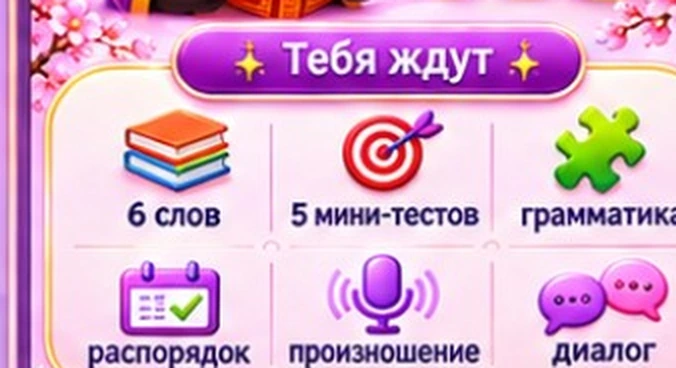 Тебя ждут
6 слов
5 мини-тестов
грамматика
распорядок
произношение
диалог